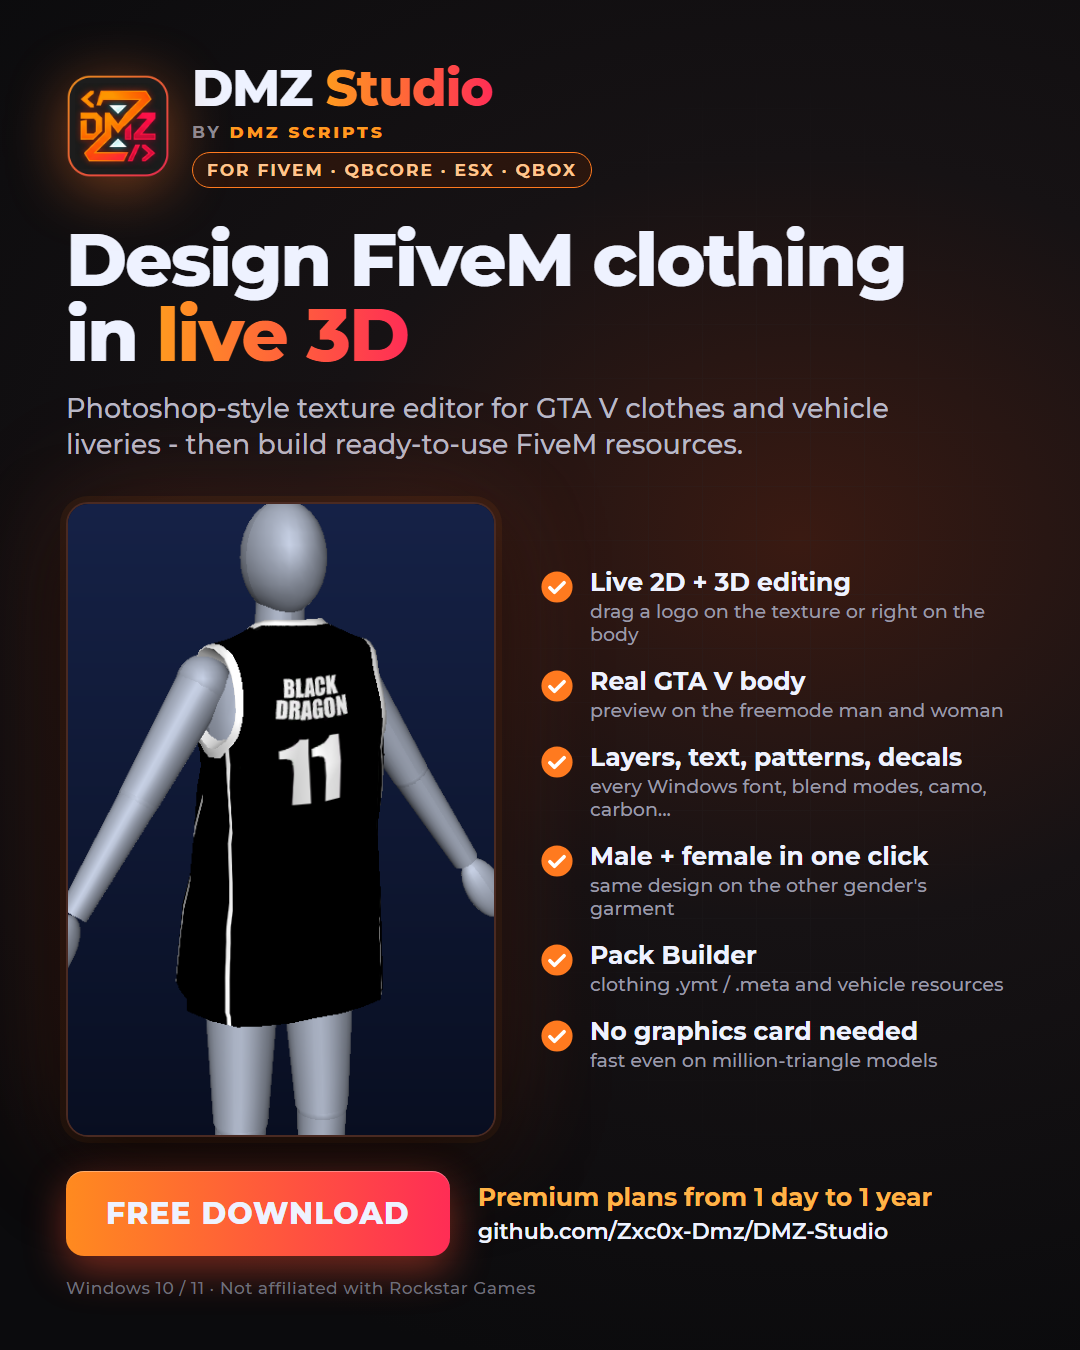 </>
DMZ
DMZ Studio
BY DMZ SCRIPTS
FOR FIVEM · QBCORE · ESX · QBOX
Design FiveM clothing
in live 3D
Photoshop-style texture editor for GTA V clothes and vehicle
liveries - then build ready-to-use FiveM resources.
BLACK
DRAGON
11
Live 2D + 3D editing
drag a logo on the texture or right on the
body
Real GTA V body
preview on the freemode man and woman
Layers, text, patterns, decals
every Windows font, blend modes, camo,
carbon...
Male + female in one click
same design on the other gender's
garment
Pack Builder
clothing .ymt / .meta and vehicle resources
No graphics card needed
fast even on million-triangle models
FREE DOWNLOAD
Premium plans from 1 day to 1 year
github.com/Zxc0x-Dmz/DMZ-Studio
Windows 10 / 11 · Not affiliated with Rockstar Games